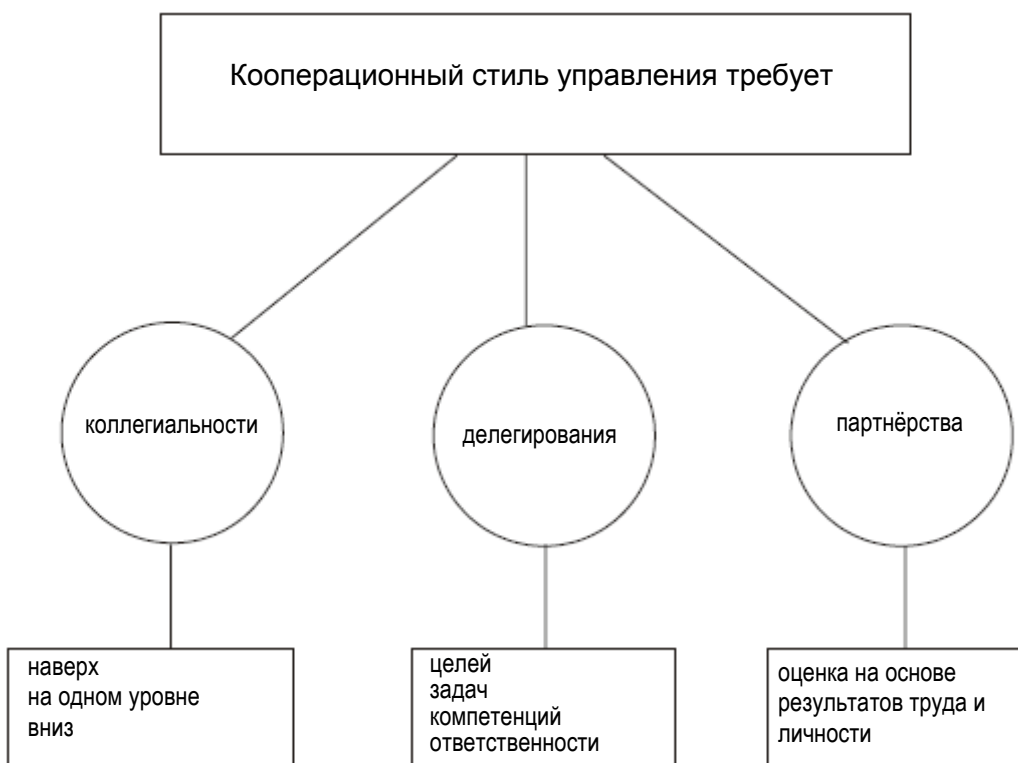 Кооперационный стиль управления требует
коллегиальности
делегирования
партнёрства
наверх
на одном уровне
вниз
целей
задач
компетенций
ответственности
оценка на основе
результатов труда и
личности